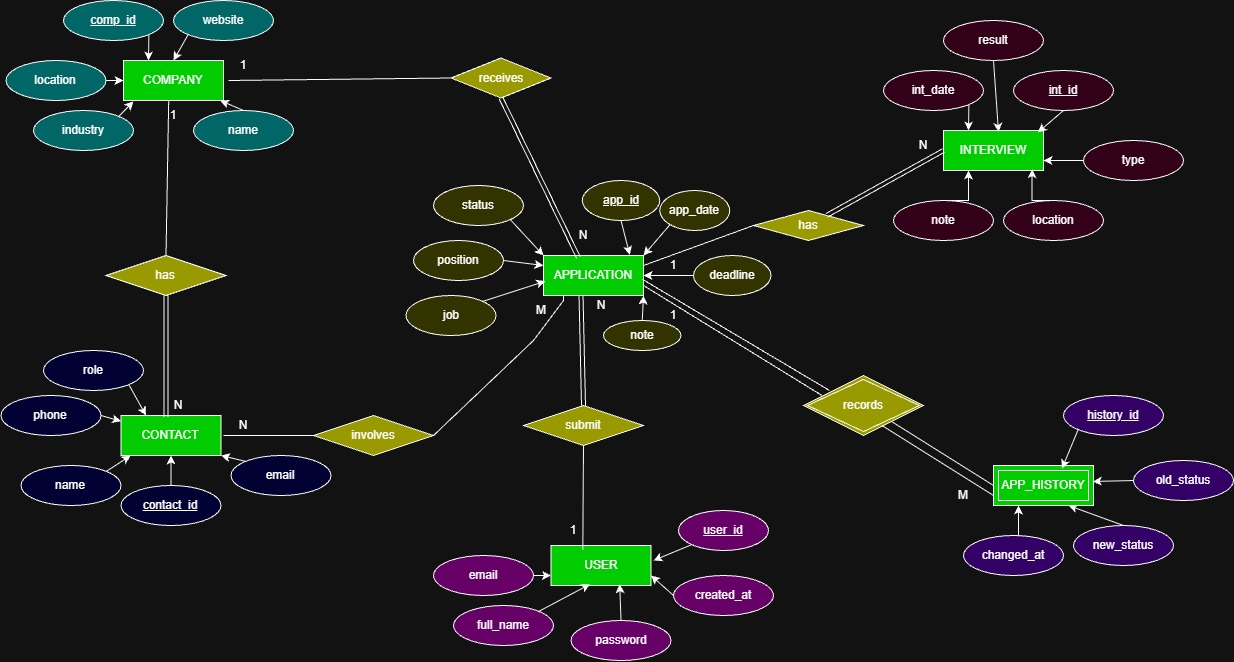 comp_id
website
1
location
COMPANY
industry
name
1
receives
result
int_date
int_id
N
INTERVIEW
type
note
location
has
status
app_id
app_date
N
position
APPLICATION
1
deadline
job
M
N
note
1
has
role
phone
N
CONTACT
N
name
contact_id
email
involves
submit
records
history_id
APP_HISTORY
old_status
M
changed_at
new_status
1
user_id
USER
email
created_at
full_name
password